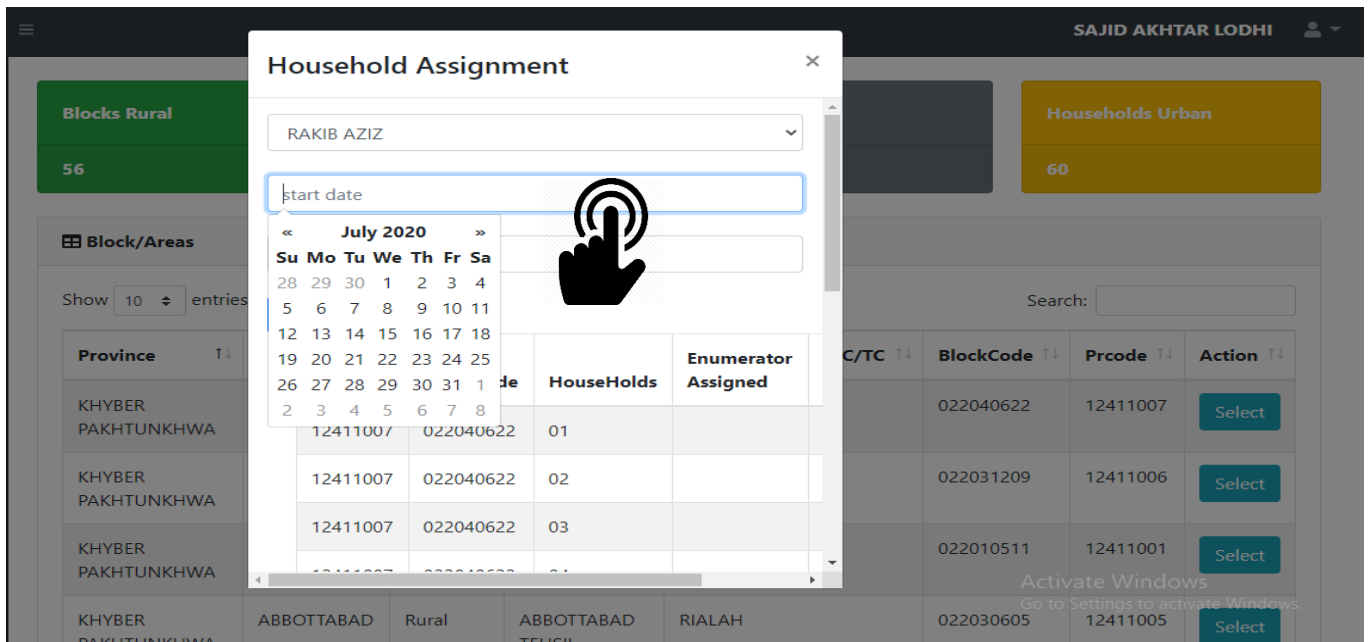 SAJID AKHTAR LODHI
Household Assignment
×
Blocks Rural
Households Urban
56
60
RAKIB AZIZ
start date
Block/Areas
« July 2020 »
Su Mo Tu We Th Fr Sa
28 29 30 1 2 3 4
5 6 7 8 9 10 11
12 13 14 15 16 17 18
19 20 21 22 23 24 25
26 27 28 29 30 31 1
2 3 4 5 6 7 8
Show 10 entries
Search:
Province C/TC BlockCode Prcode Action
HouseHolds Enumerator Assigned
12411007 022040622 01
12411007 022040622 02
12411007 022040622 03
KHYBER PAKHTUNKHWA 022040622 12411007 Select
KHYBER PAKHTUNKHWA 022031209 12411006 Select
KHYBER PAKHTUNKHWA 022010511 12411001 Select
Activate Windows
Go to Settings to activate Windows.
KHYBER ABBOTTABAD Rural ABBOTTABAD RIALAH 022030605 12411005 Select